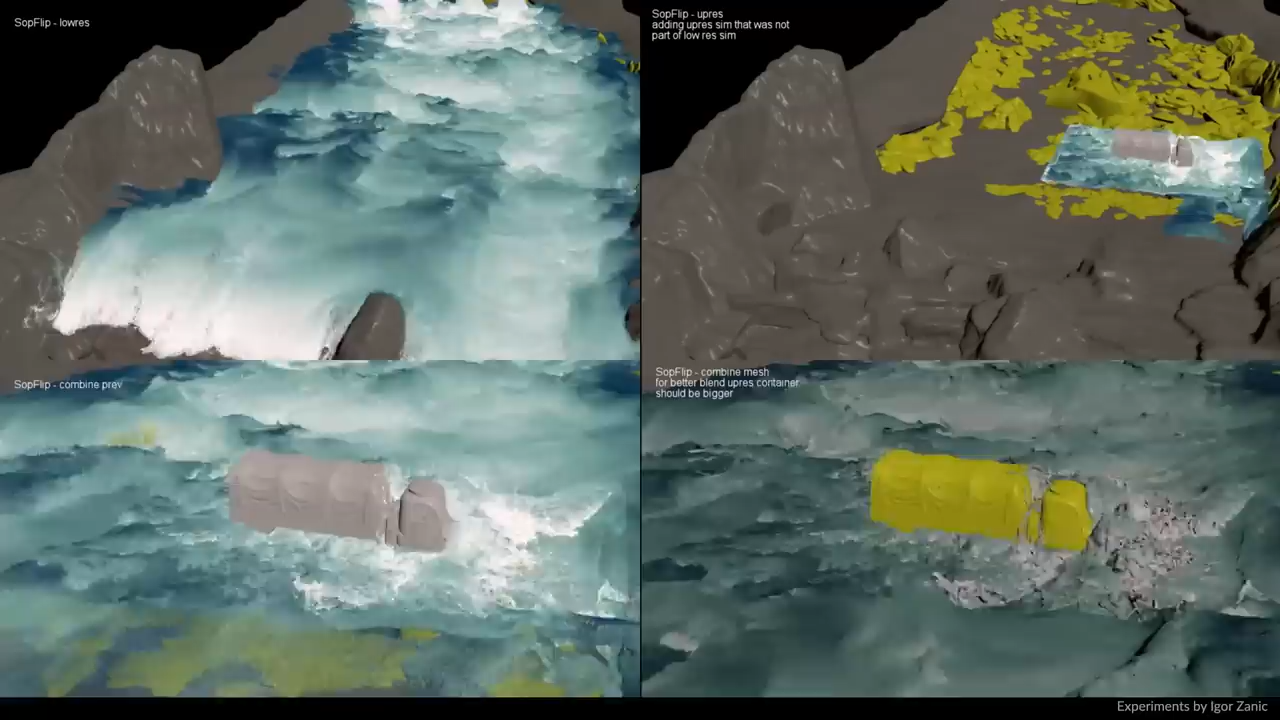 SopFlip - lowres
SopFlip - upres
adding upres sim that was not
part of low res sim
SopFlip - combine prev
SopFlip - combine mesh
for better blend upres container
should be bigger
Experiments by Igor Zanic